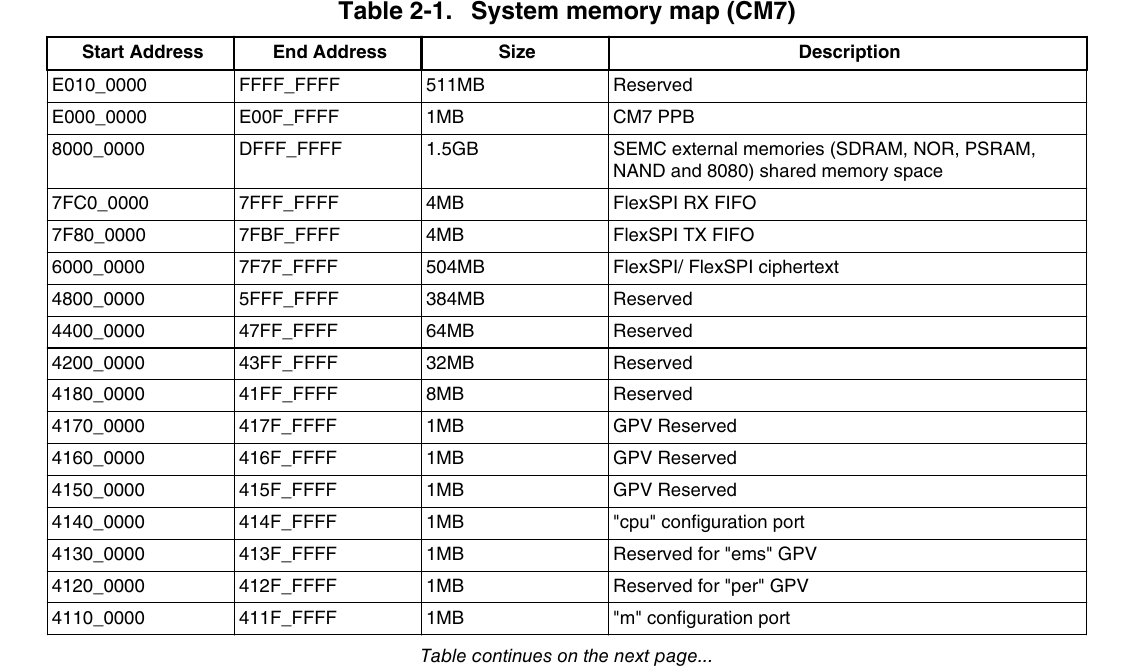 Table 2-1. System memory map (CM7)
Start Address End Address Size Description
E010_0000 FFFF_FFFF 511MB Reserved
E000_0000 E00F_FFFF 1MB CM7 PPB
8000_0000 DFFF_FFFF 1.5GB SEMC external memories (SDRAM, NOR, PSRAM,
NAND and 8080) shared memory space
7FC0_0000 7FFF_FFFF 4MB FlexSPI RX FIFO
7F80_0000 7FBF_FFFF 4MB FlexSPI TX FIFO
6000_0000 7F7F_FFFF 504MB FlexSPI/ FlexSPI ciphertext
4800_0000 5FFF_FFFF 384MB Reserved
4400_0000 47FF_FFFF 64MB Reserved
4200_0000 43FF_FFFF 32MB Reserved
4180_0000 41FF_FFFF 8MB Reserved
4170_0000 417F_FFFF 1MB GPV Reserved
4160_0000 416F_FFFF 1MB GPV Reserved
4150_0000 415F_FFFF 1MB GPV Reserved
4140_0000 414F_FFFF 1MB "cpu" configuration port
4130_0000 413F_FFFF 1MB Reserved for "ems" GPV
4120_0000 412F_FFFF 1MB Reserved for "per" GPV
4110_0000 411F_FFFF 1MB "m" configuration port
Table continues on the next page...